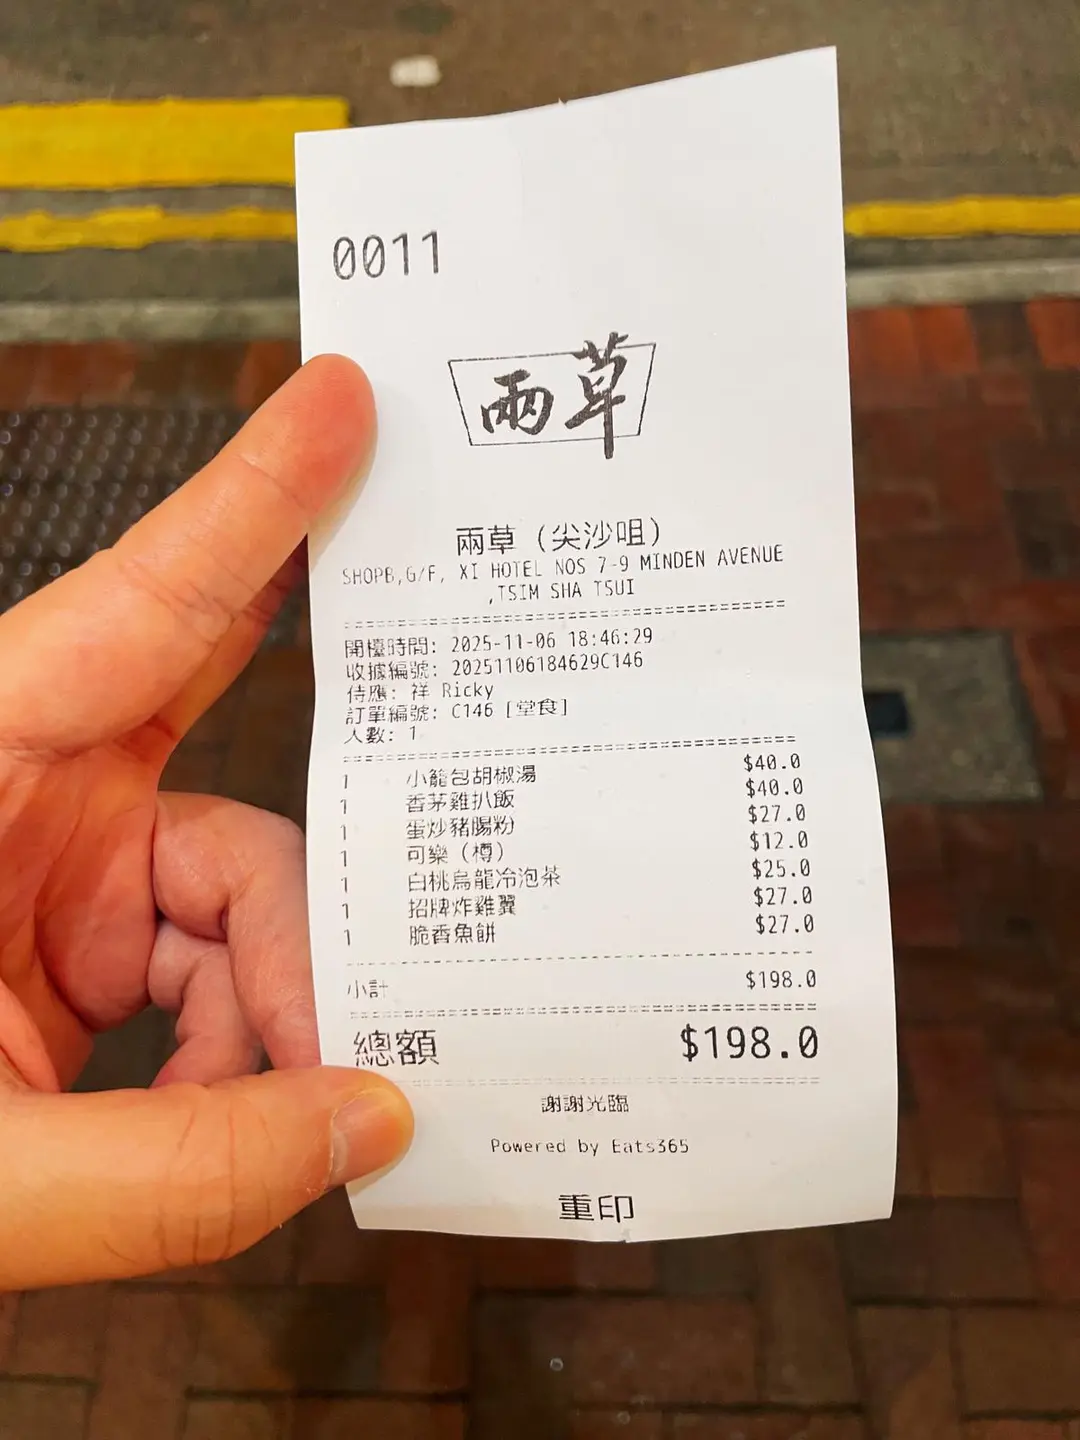 0011
兩草
兩草（尖沙咀）
SHOPB,G/F, XI HOTEL NOS 7-9 MINDEN AVENUE
,TSIM SHA TSUI
開檯時間: 2025-11-06 18:46:29
收據編號: 20251106184629C146
侍應: 祥 Ricky
訂單編號: C146 [堂食]
人數: 1
1 小籠包胡椒湯 $40.0
1 香茅雞扒飯 $40.0
1 蛋炒豬腸粉 $27.0
1 可樂（樽） $12.0
1 白桃烏龍冷泡茶 $25.0
1 招牌炸雞翼 $27.0
1 脆香魚餅 $27.0
小計 $198.0
總額 $198.0
謝謝光臨
Powered by Eats365
重印